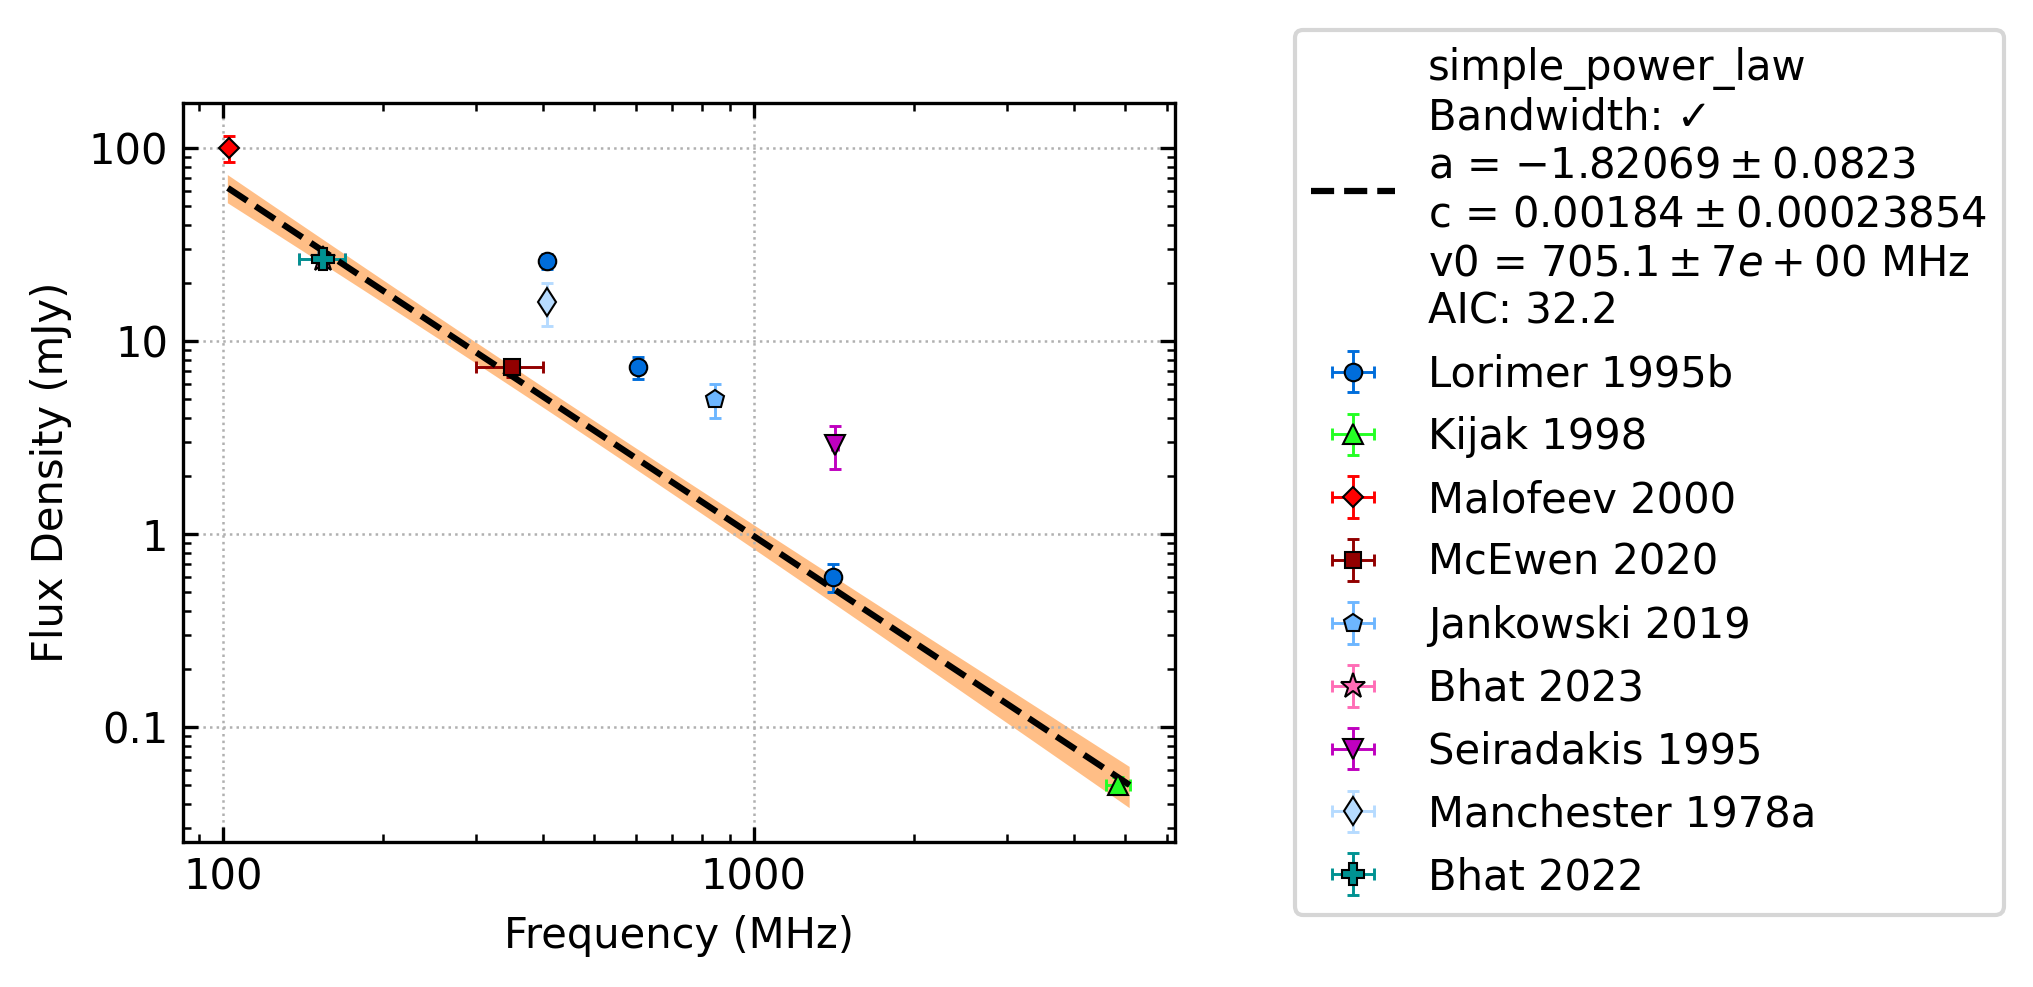 100
10
1
0.1
100
1000
Flux Density (mJy)
Frequency (MHz)
simple_power_law
Bandwidth: ✓
a = −1.82069 ± 0.0823
c = 0.00184 ± 0.00023854
v0 = 705.1 ± 7e + 00 MHz
AIC: 32.2
Lorimer 1995b
Kijak 1998
Malofeev 2000
McEwen 2020
Jankowski 2019
Bhat 2023
Seiradakis 1995
Manchester 1978a
Bhat 2022